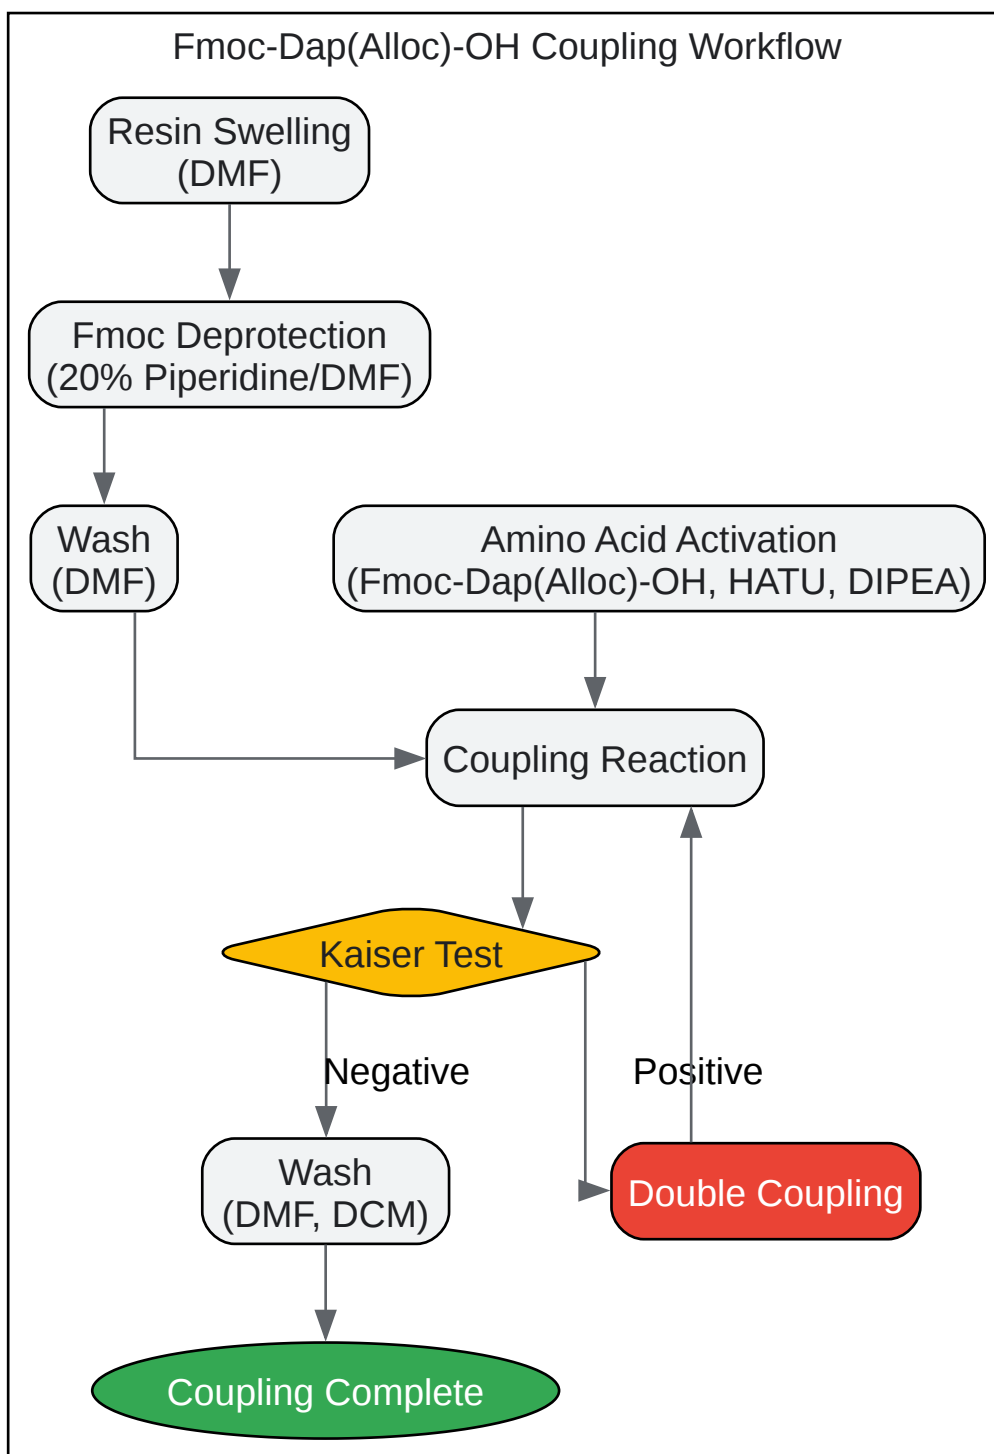 Fmoc-Dap(Alloc)-OH Coupling Workflow
Resin Swelling
(DMF)
Fmoc Deprotection
(20% Piperidine/DMF)
Wash
(DMF)
Amino Acid Activation
(Fmoc-Dap(Alloc)-OH, HATU, DIPEA)
Coupling Reaction
Kaiser Test
Negative
Positive
Wash
(DMF, DCM)
Double Coupling
Coupling Complete